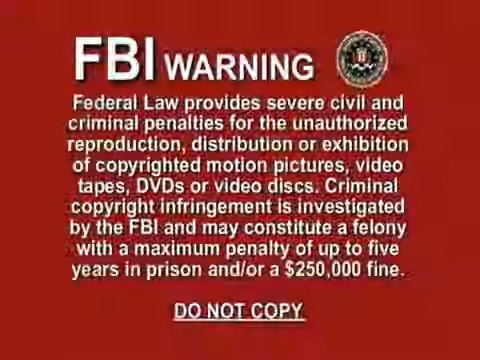 FBI WARNING
Federal Law provides severe civil and
criminal penalties for the unauthorized
reproduction, distribution or exhibition
of copyrighted motion pictures, video
tapes, DVDs or video discs. Criminal
copyright infringement is investigated
by the FBI and may constitute a felony
with a maximum penalty of up to five
years in prison and/or a $250,000 fine.
DO NOT COPY